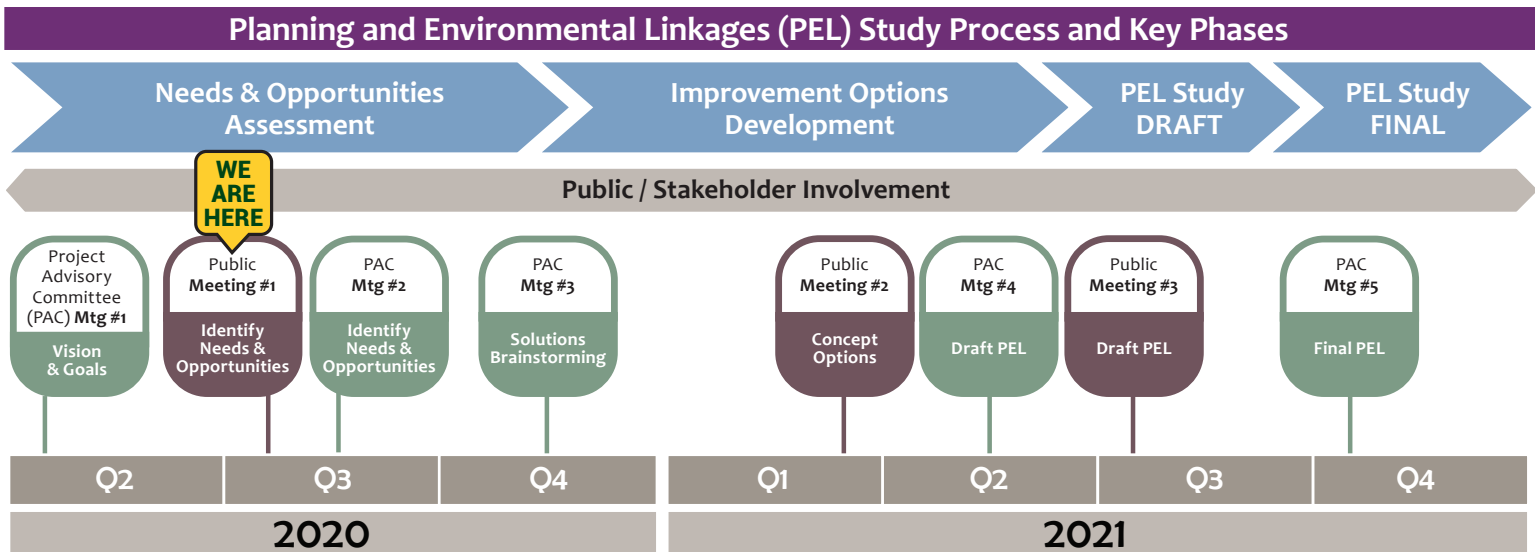 Planning and Environmental Linkages (PEL) Study Process and Key Phases
Needs & Opportunities
Assessment
Improvement Options
Development
PEL Study
DRAFT
PEL Study
FINAL
WE
ARE
HERE
Public / Stakeholder Involvement
Project
Advisory
Committee
(PAC) Mtg #1
Vision
& Goals
Public
Meeting #1
Identify
Needs &
Opportunities
PAC
Mtg #2
Identify
Needs &
Opportunities
PAC
Mtg #3
Solutions
Brainstorming
Public
Meeting #2
Concept
Options
PAC
Mtg #4
Draft PEL
Public
Meeting #3
Draft PEL
PAC
Mtg #5
Final PEL
Q2
Q3
Q4
Q1
Q2
Q3
Q4
2020
2021